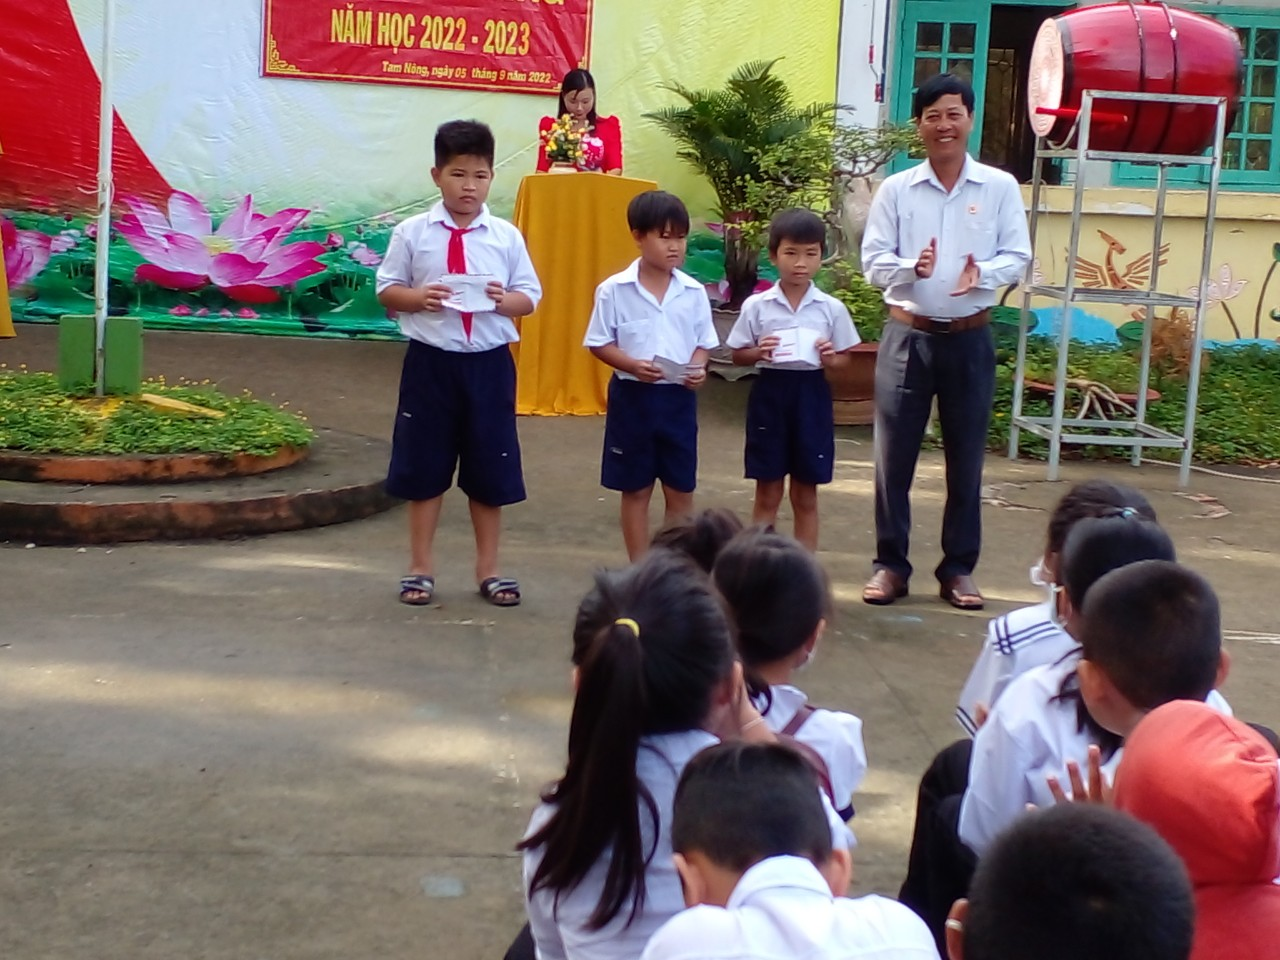 NĂM HỌC 2022 - 2023
Tam Nông, ngày 05 tháng 9 năm 2022